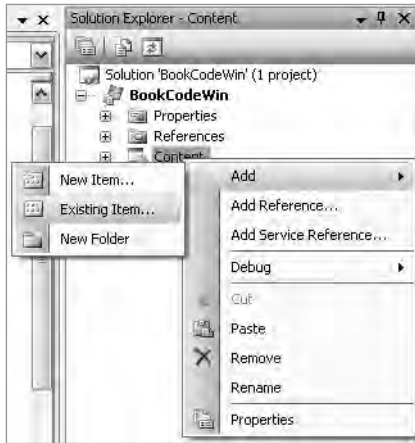 Solution Explorer - Content
Solution 'BookCodeWin' (1 project)
BookCodeWin
Properties
References
Content
New Item...
Existing Item...
New Folder
Add
Add Reference...
Add Service Reference...
Debug
Cut
Paste
Remove
Rename
Properties